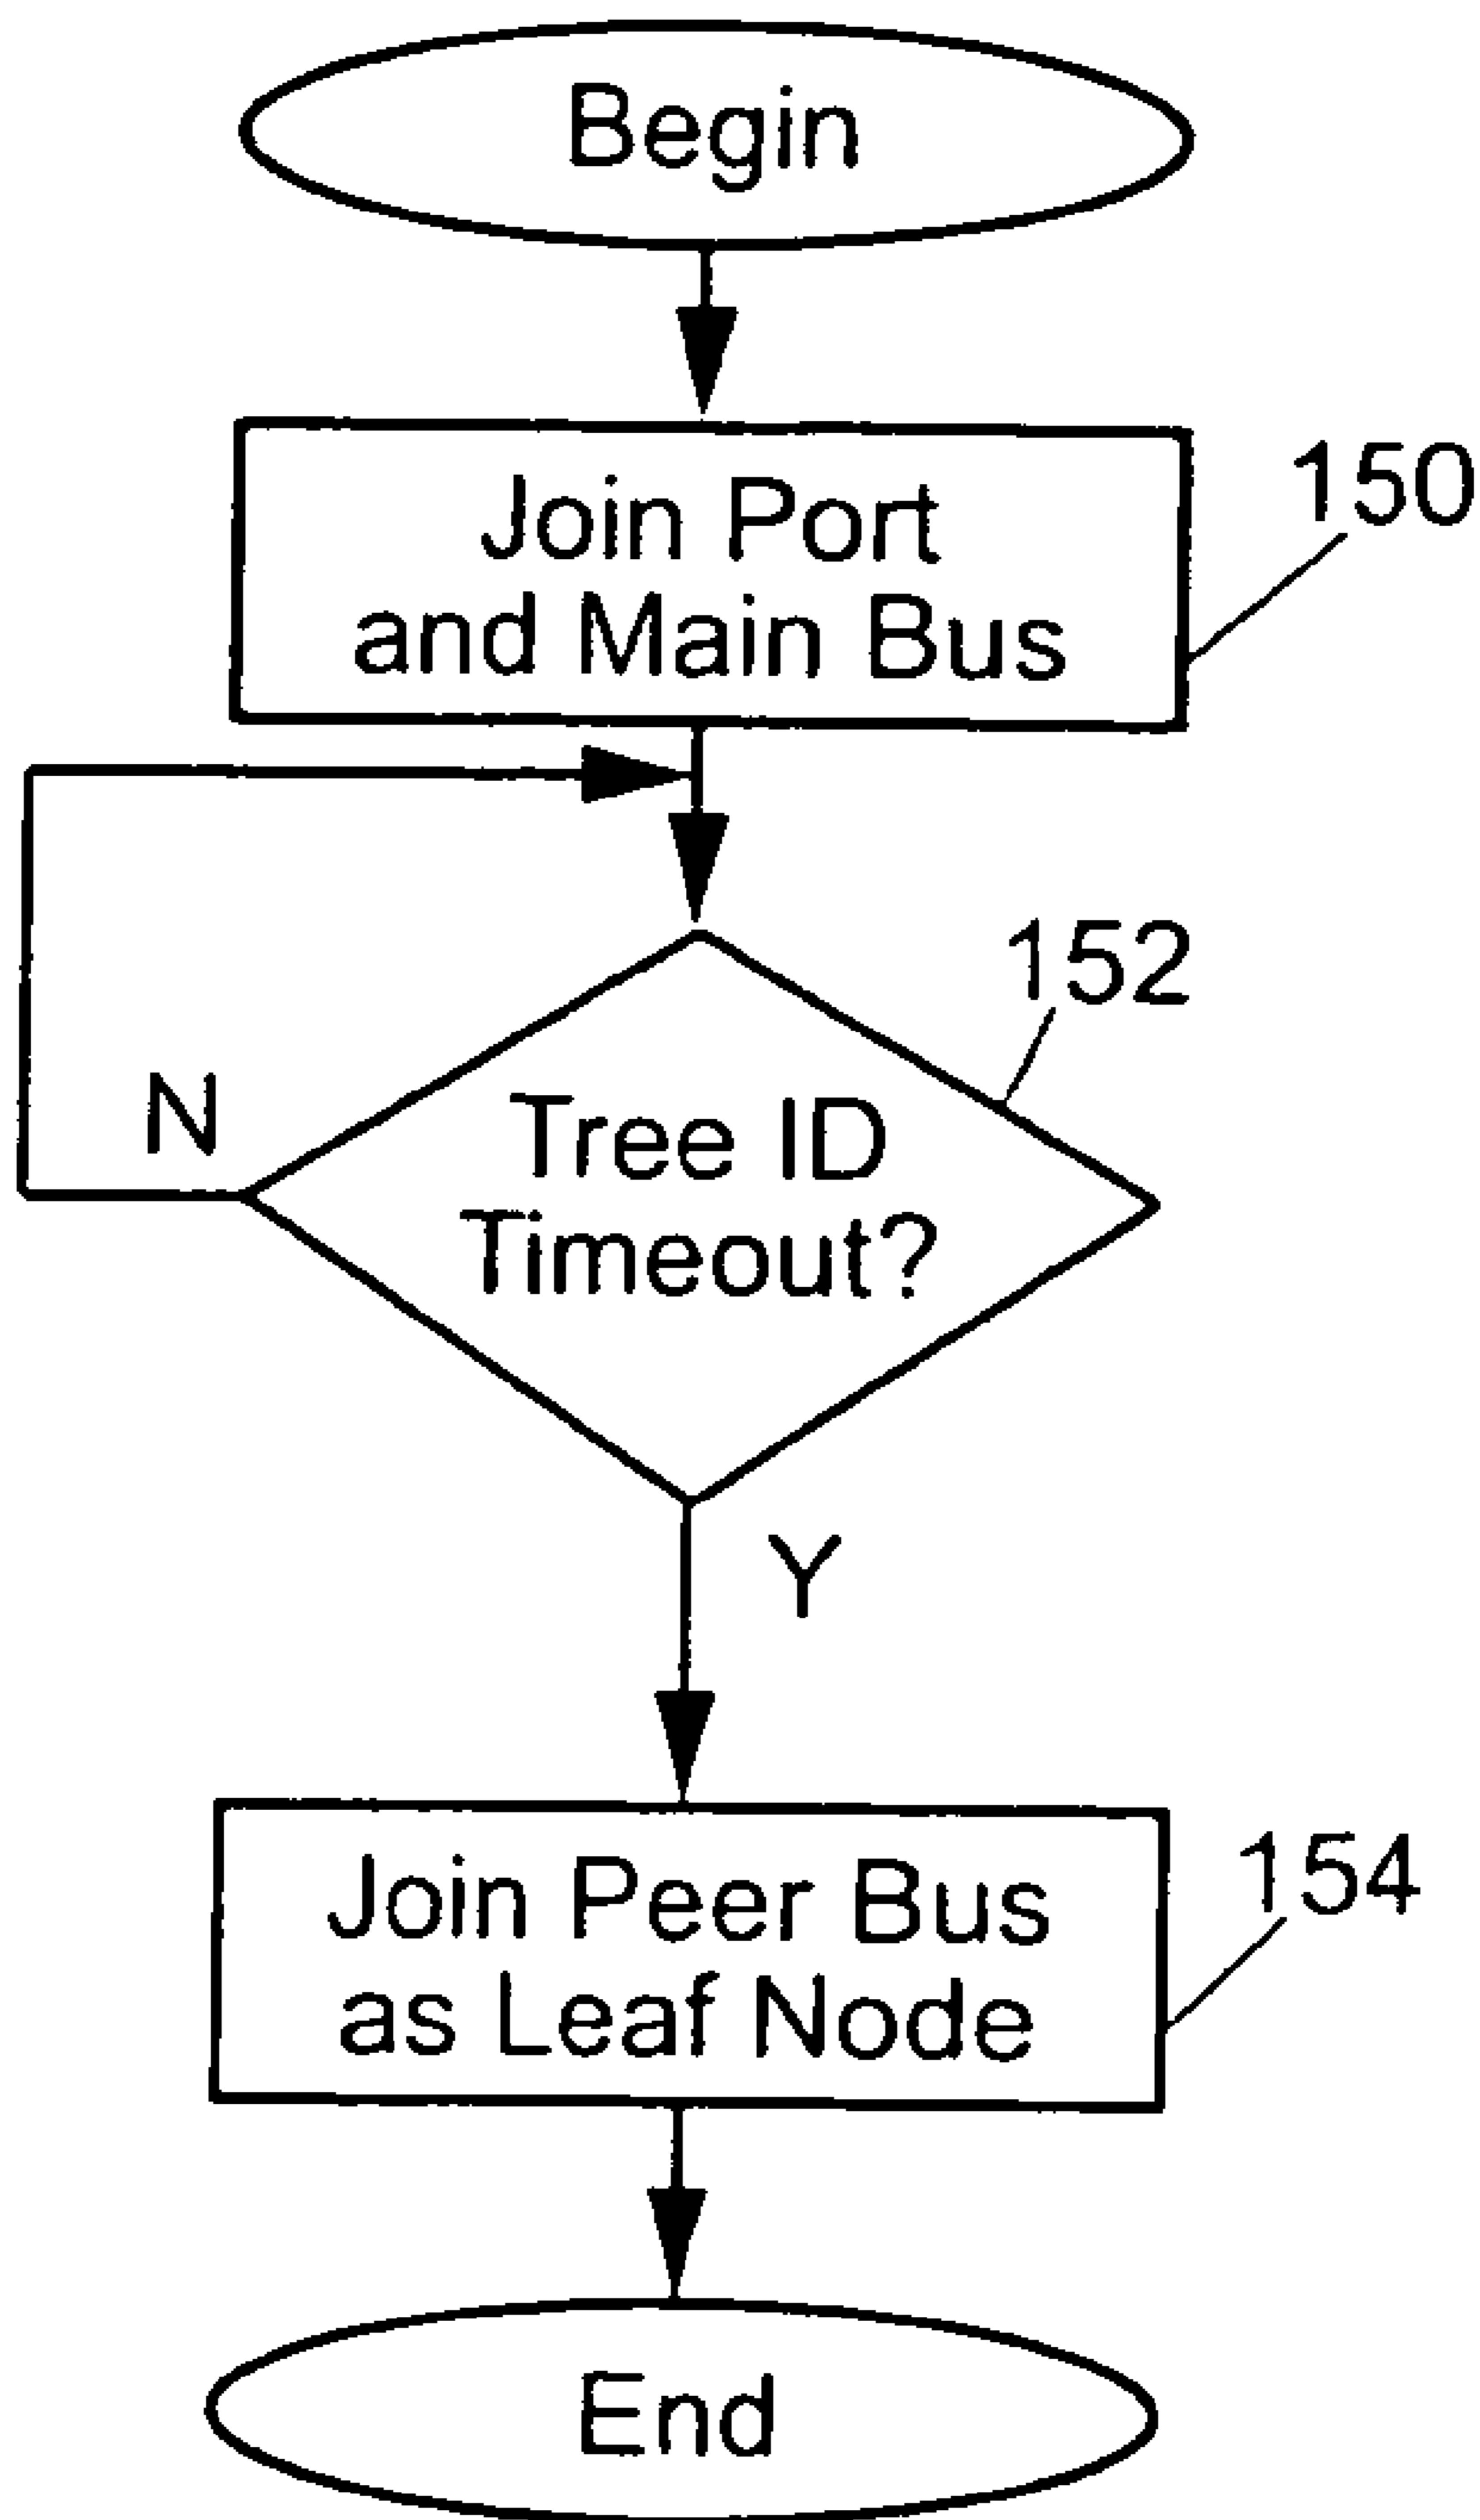 Begin
Join Port
and Main Bus
150
152
N
Tree ID
Timeout?
Y
Join Peer Bus
as Leaf Node
154
End